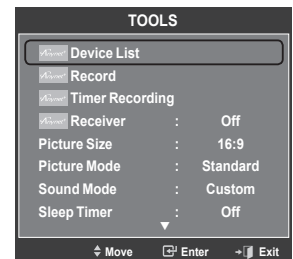 TOOLS
Device List
Record
Timer Recording
Receiver : Off
Picture Size : 16:9
Picture Mode : Standard
Sound Mode : Custom
Sleep Timer : Off
Move Enter Exit